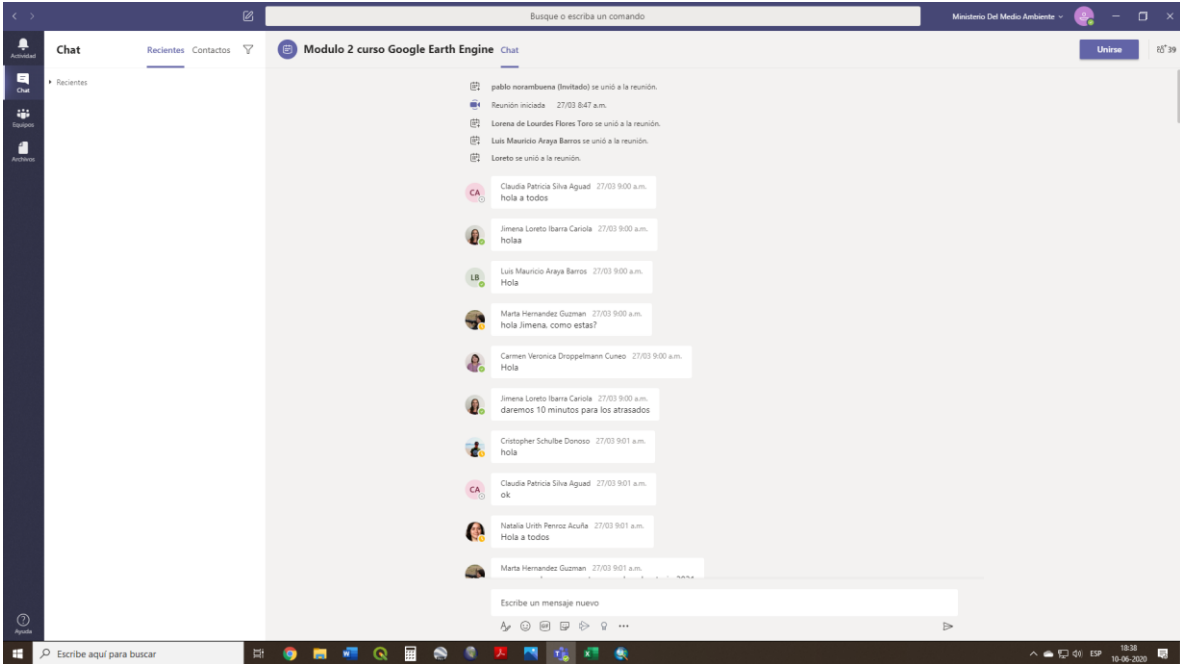 Busque o escriba un comando
Ministerio Del Medio Ambiente
Actividad
Chat
Equipos
Archivos
Ayuda
Chat
Recientes Contactos
Recientes
Modulo 2 curso Google Earth Engine Chat
Unirse
39
pablo norambuena (Invitado) se unió a la reunión.
Reunión iniciada 27/03 8:47 a.m.
Lorena de Lourdes Flores Toro se unió a la reunión.
Luis Mauricio Araya Barros se unió a la reunión.
Loreto se unió a la reunión.
CA
Claudia Patricia Silva Aguad 27/03 9:00 a.m.
hola a todos
Jimena Loreto Ibarra Cariola 27/03 9:00 a.m.
holaa
LB
Luis Mauricio Araya Barros 27/03 9:00 a.m.
Hola
Marta Hernandez Guzman 27/03 9:00 a.m.
hola Jimena, como estas?
Carmen Veronica Droppelmann Cuneo 27/03 9:00 a.m.
Hola
Jimena Loreto Ibarra Cariola 27/03 9:00 a.m.
daremos 10 minutos para los atrasados
Cristopher Schulbe Donoso 27/03 9:01 a.m.
hola
CA
Claudia Patricia Silva Aguad 27/03 9:01 a.m.
ok
Natalia Urith Penroz Acuña 27/03 9:01 a.m.
Hola a todos
Marta Hernandez Guzman 27/03 9:01 a.m.
Escribe un mensaje nuevo
GIF
Escribe aquí para buscar
ESP
18:38
10-06-2020